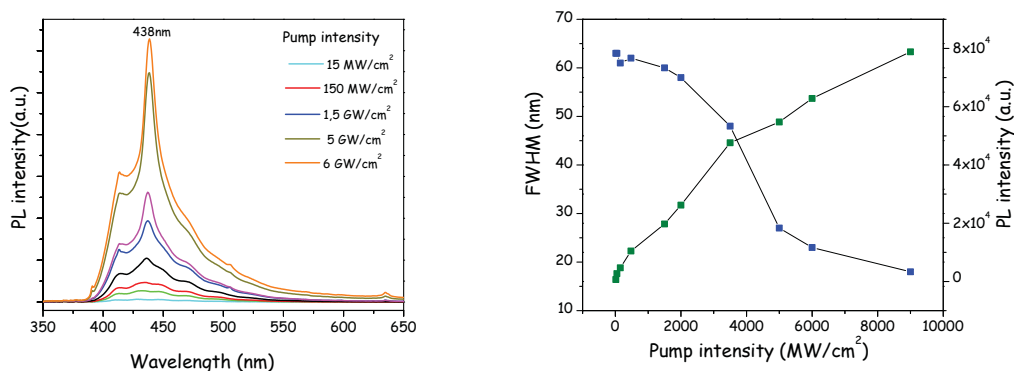 438nm
Pump intensity
15 MW/cm²
150 MW/cm²
1,5 GW/cm²
5 GW/cm²
6 GW/cm²
PL intensity(a.u.)
350 400 450 500 550 600 650
Wavelength (nm)
70
60
50
40
30
20
10
FWHM (nm)
8x10⁴
6x10⁴
4x10⁴
2x10⁴
0
PL intensity (a.u.)
0 2000 4000 6000 8000 10000
Pump intensity (MW/cm²)